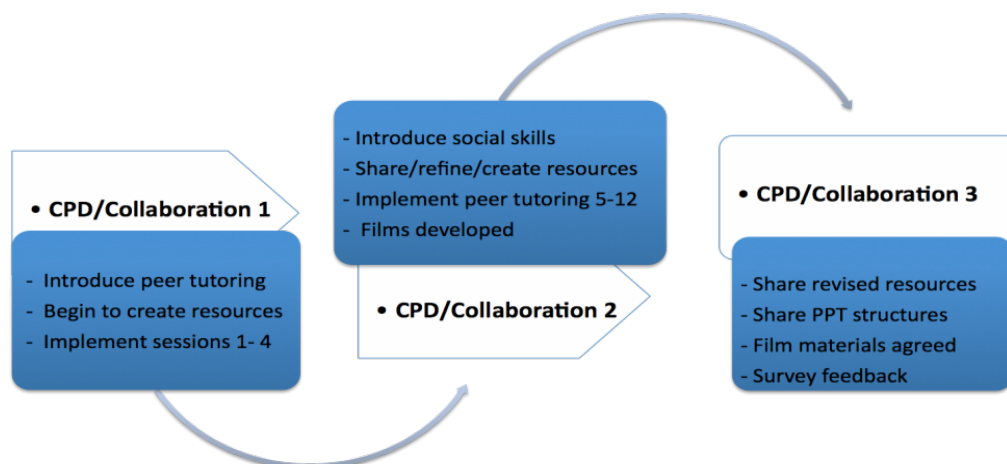 • CPD/Collaboration 1
- Introduce peer tutoring
- Begin to create resources
- Implement sessions 1- 4
- Introduce social skills
- Share/refine/create resources
- Implement peer tutoring 5-12
- Films developed
• CPD/Collaboration 2
• CPD/Collaboration 3
- Share revised resources
- Share PPT structures
- Film materials agreed
- Survey feedback